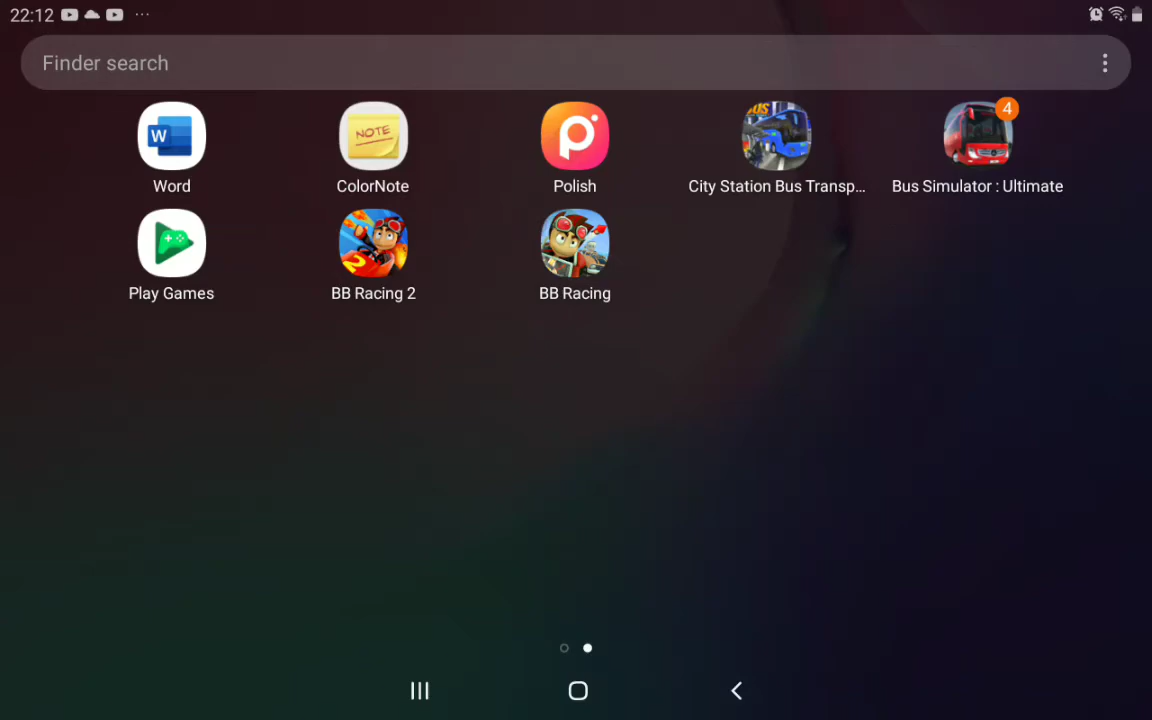 22:12
Finder search
W
NOTE
BUS
4
Word
ColorNote
Polish
City Station Bus Transp...
Bus Simulator : Ultimate
2
Play Games
BB Racing 2
BB Racing